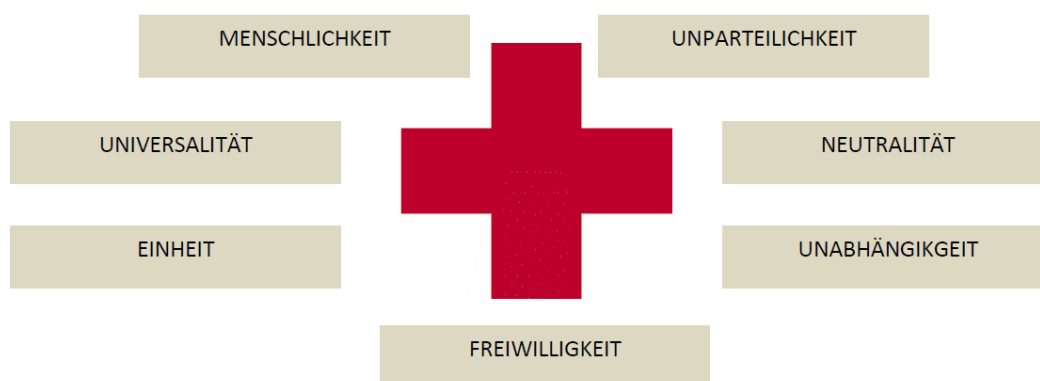 MENSCHLICHKEIT
UNPARTEILICHKEIT
UNIVERSALITÄT
NEUTRALITÄT
EINHEIT
UNABHÄNGIKGEIT
FREIWILLIGKEIT